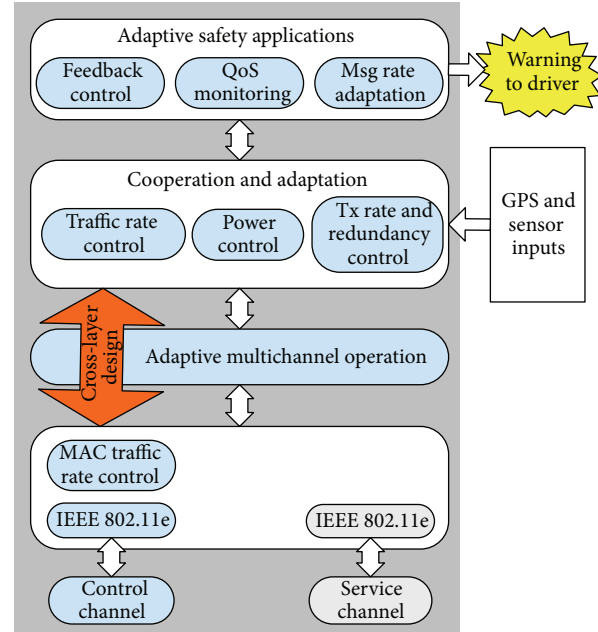 Adaptive safety applications
Feedback
control
QoS
monitoring
Msg rate
adaptation
Warning
to driver
Cooperation and adaptation
Traffic rate
control
Power
control
Tx rate and
redundancy
control
GPS and
sensor
inputs
Cross-layer
design
Adaptive multichannel operation
MAC traffic
rate control
IEEE 802.11e
IEEE 802.11e
Control
channel
Service
channel